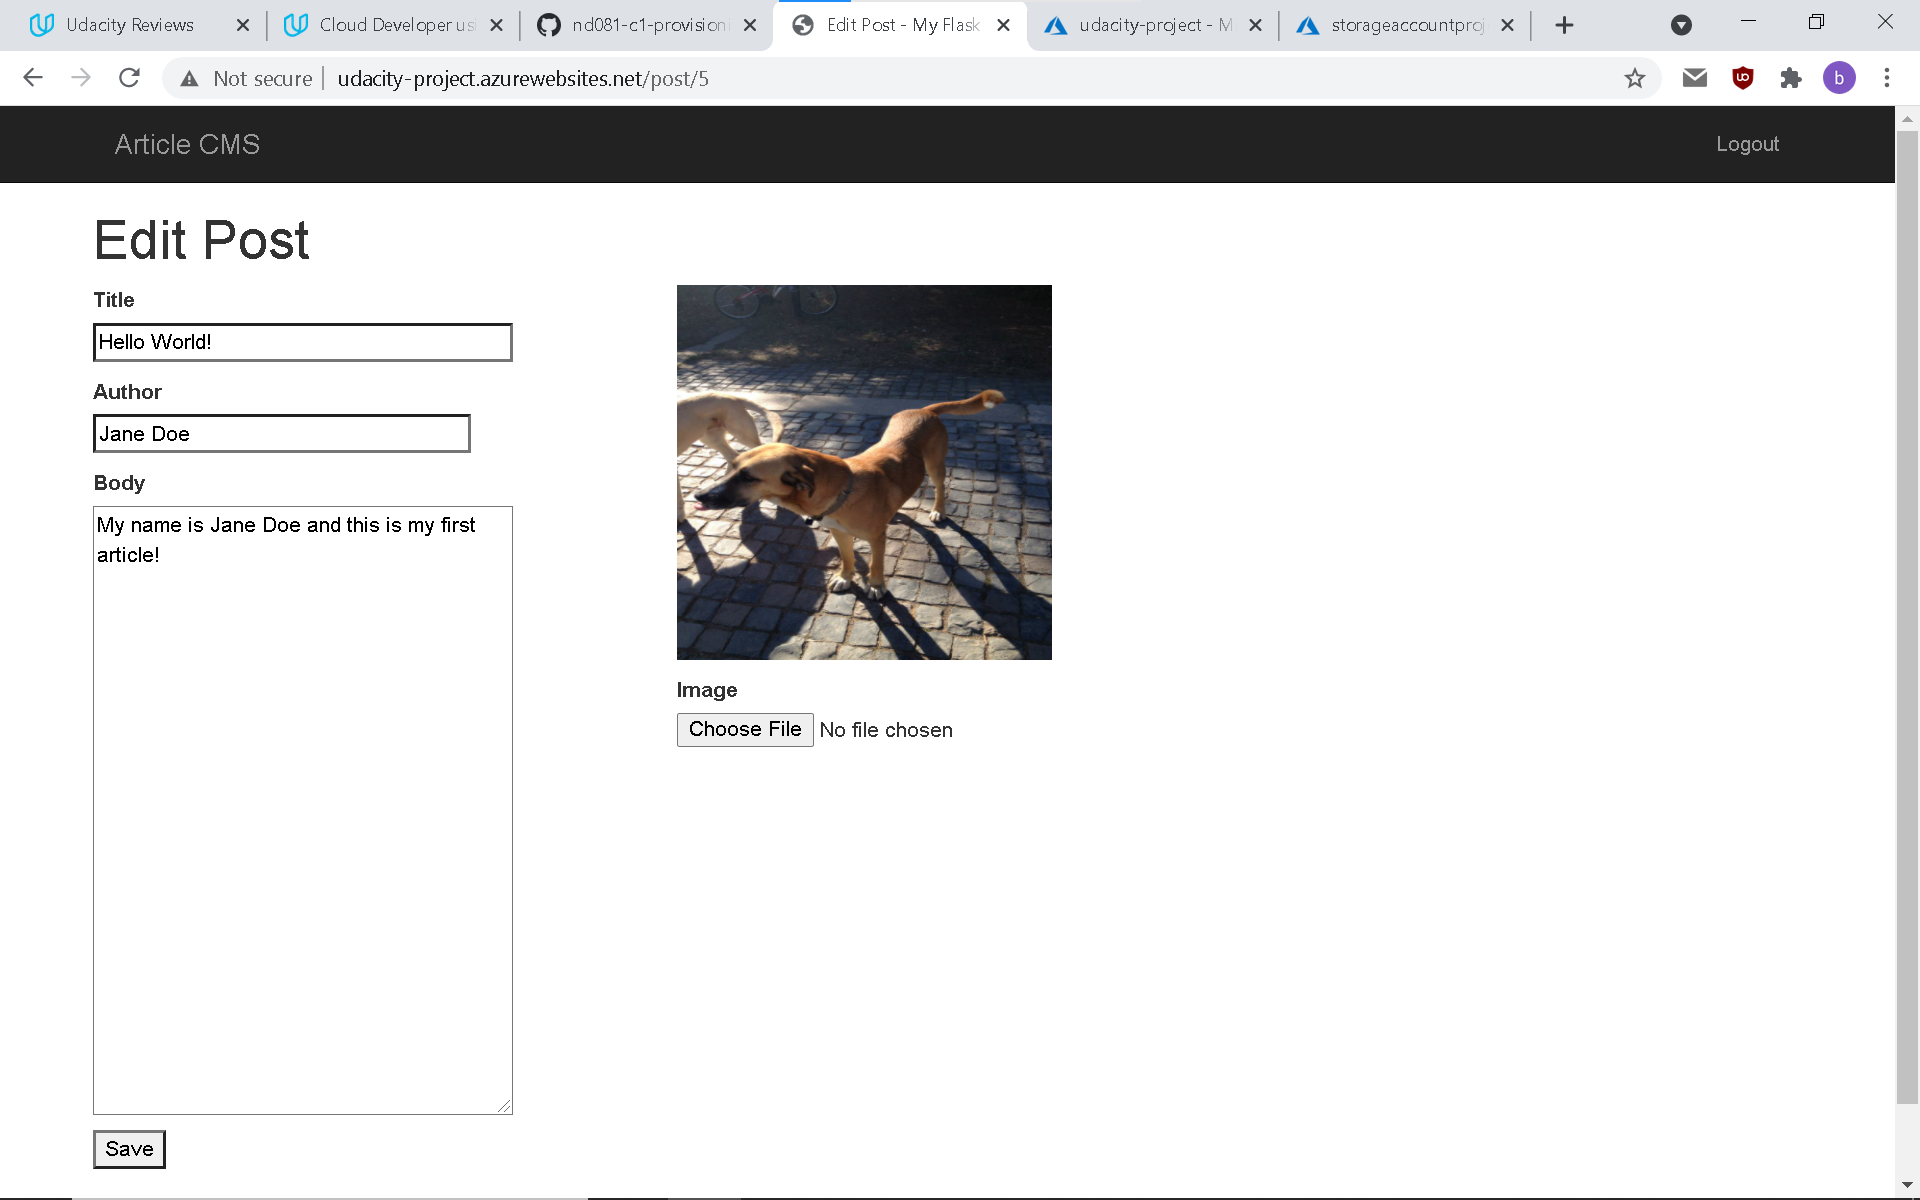 Udacity Reviews
Cloud Developer us
nd081-c1-provision
Edit Post - My Flask
udacity-project - M
storageaccountproj
Not secure
udacity-project.azurewebsites.net/post/5
b
Article CMS
Logout
Edit Post
Title
Hello World!
Author
Jane Doe
Body
My name is Jane Doe and this is my first
article!
Image
Choose File No file chosen
Save